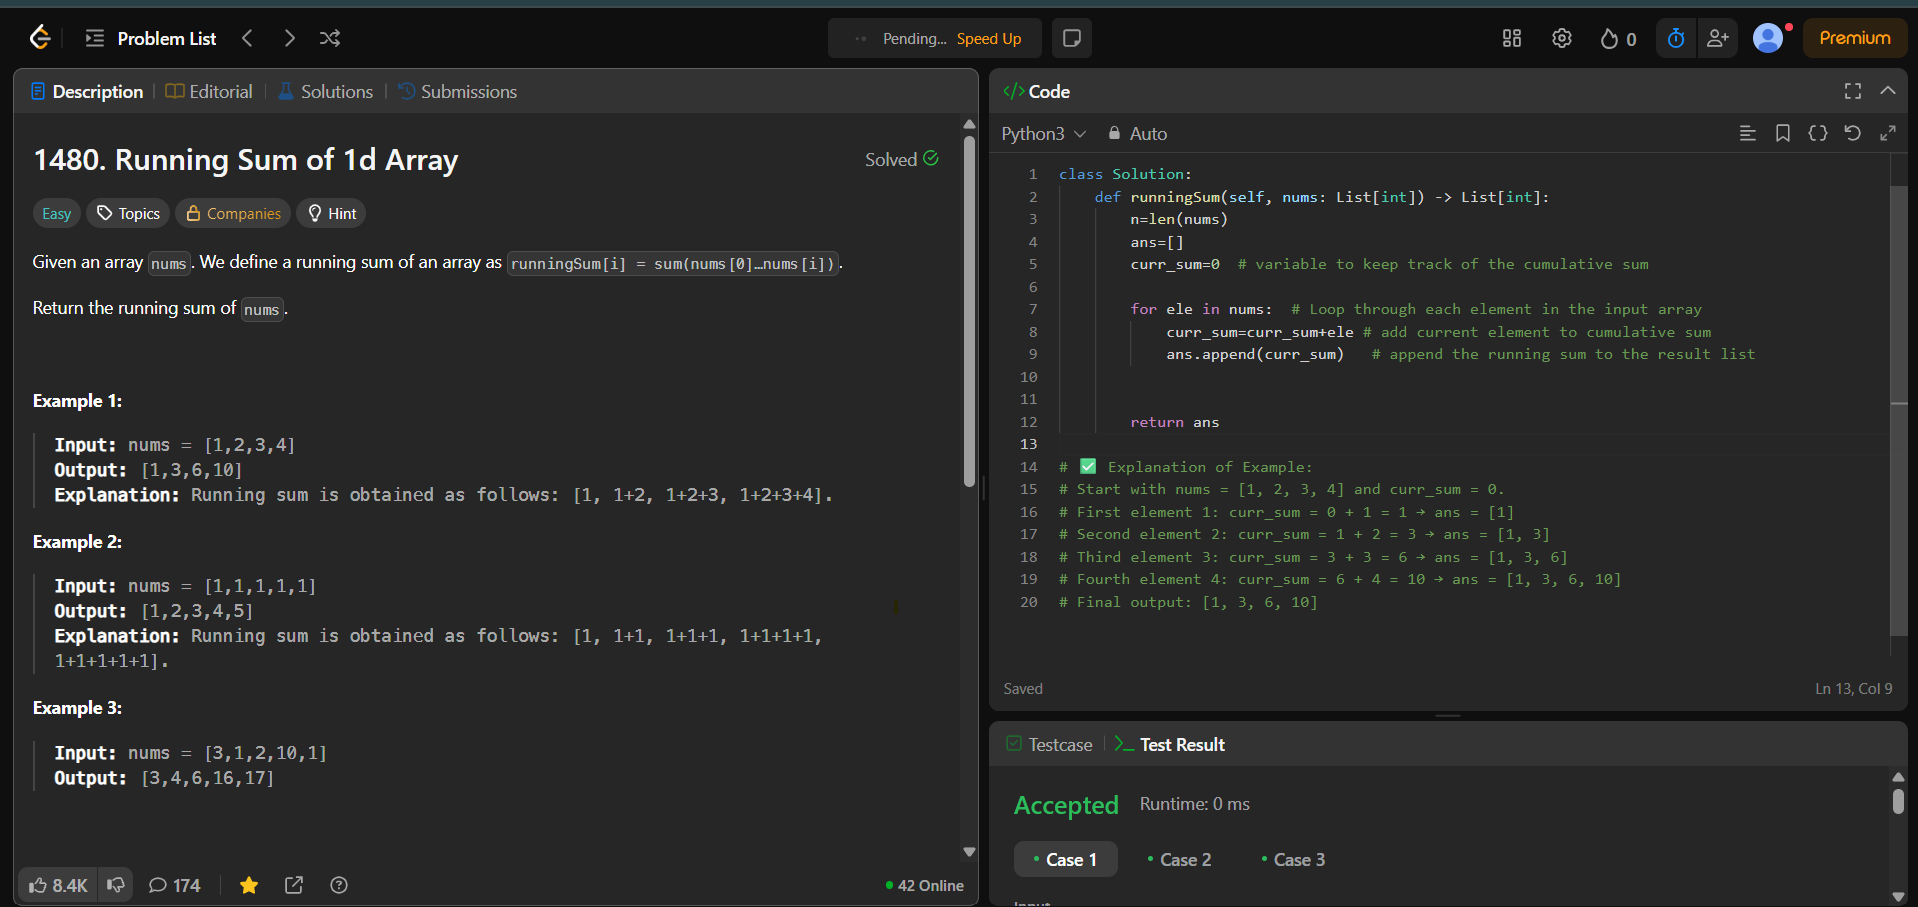 Problem List
Pending... Speed Up
0
Premium
Description
Editorial
Solutions
Submissions
1480. Running Sum of 1d Array
Solved
Easy
Topics
Companies
Hint
Given an array nums. We define a running sum of an array as runningSum[i] = sum(nums[0]…nums[i]).
Return the running sum of nums.
Example 1:
Input: nums = [1,2,3,4]
Output: [1,3,6,10]
Explanation: Running sum is obtained as follows: [1, 1+2, 1+2+3, 1+2+3+4].
Example 2:
Input: nums = [1,1,1,1,1]
Output: [1,2,3,4,5]
Explanation: Running sum is obtained as follows: [1, 1+1, 1+1+1, 1+1+1+1,
1+1+1+1+1].
Example 3:
Input: nums = [3,1,2,10,1]
Output: [3,4,6,16,17]
8.4K
174
42 Online
</> Code
Python3
Auto
1 class Solution:
2 def runningSum(self, nums: List[int]) -> List[int]:
3 n=len(nums)
4 ans=[]
5 curr_sum=0 # variable to keep track of the cumulative sum
6
7 for ele in nums: # Loop through each element in the input array
8 curr_sum=curr_sum+ele # add current element to cumulative sum
9 ans.append(curr_sum) # append the running sum to the result list
10
11
12 return ans
13
14 # ✅ Explanation of Example:
15 # Start with nums = [1, 2, 3, 4] and curr_sum = 0.
16 # First element 1: curr_sum = 0 + 1 = 1 → ans = [1]
17 # Second element 2: curr_sum = 1 + 2 = 3 → ans = [1, 3]
18 # Third element 3: curr_sum = 3 + 3 = 6 → ans = [1, 3, 6]
19 # Fourth element 4: curr_sum = 6 + 4 = 10 → ans = [1, 3, 6, 10]
20 # Final output: [1, 3, 6, 10]
Saved
Ln 13, Col 9
Testcase
Test Result
Accepted
Runtime: 0 ms
Case 1
Case 2
Case 3